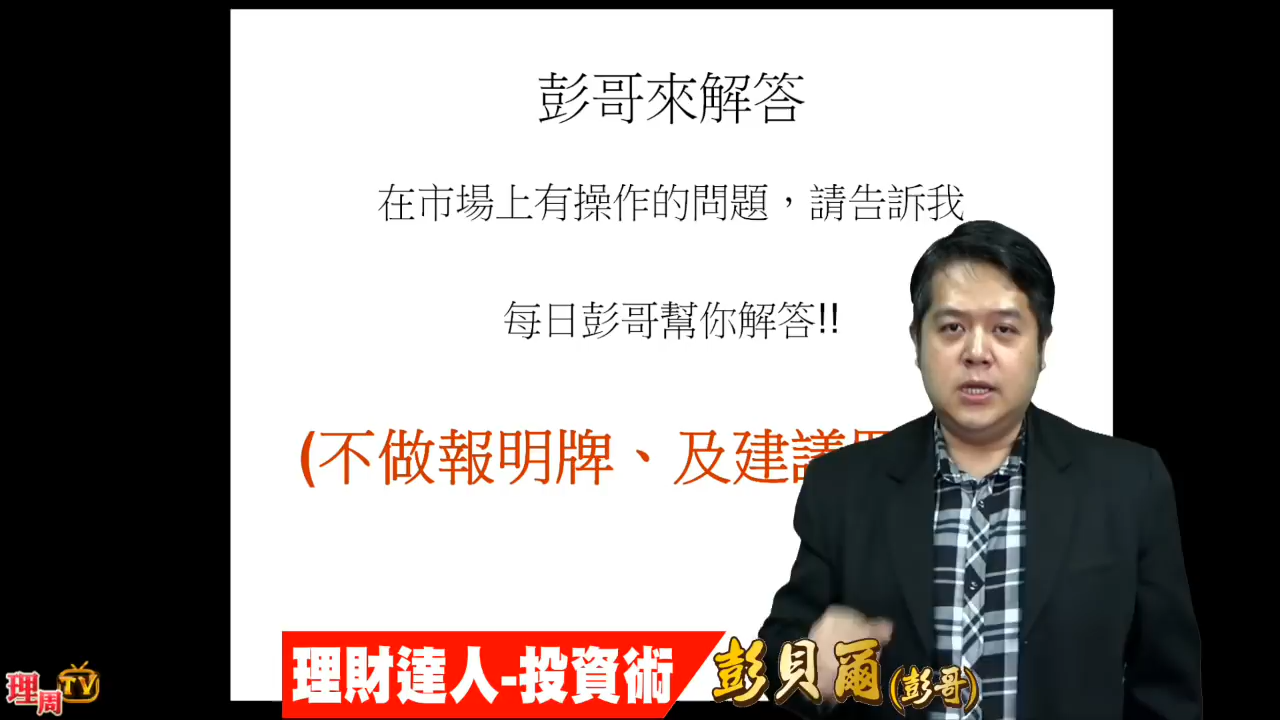 彭哥來解答
在市場上有操作的問題，請告訴我
每日彭哥幫你解答!!
(不做報明牌、及建議
理財達人-投資術
彭貝爾(彭哥)
理周TV